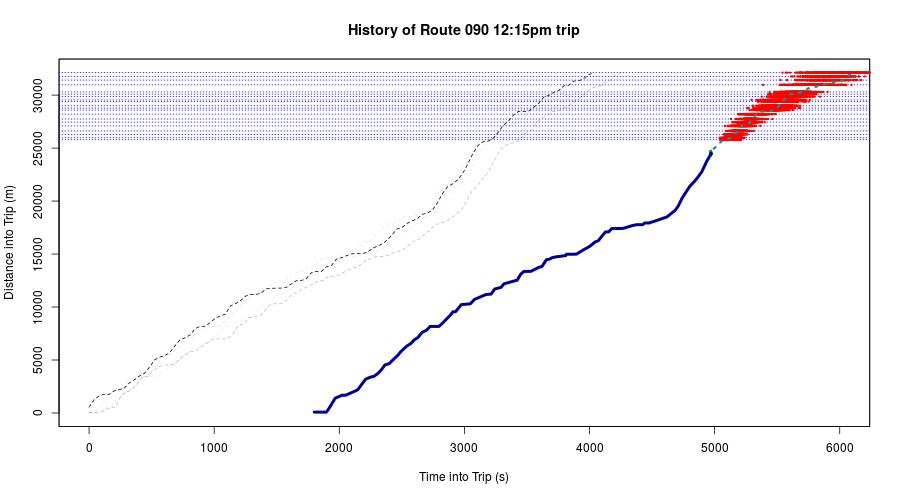 History of Route 090 12:15pm trip
Distance into Trip (m)
30000
25000
20000
15000
10000
5000
0
0 1000 2000 3000 4000 5000 6000
Time into Trip (s)